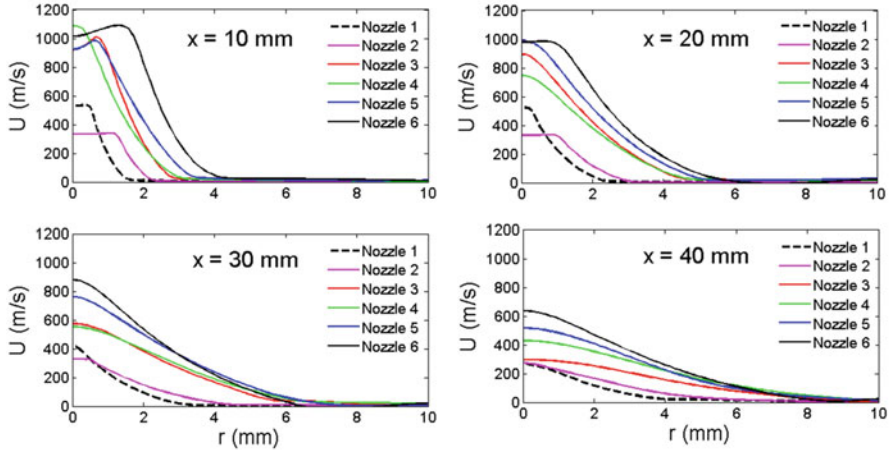 1200
1000
800
600
400
200
0
U (m/s)
x = 10 mm
Nozzle 1
Nozzle 2
Nozzle 3
Nozzle 4
Nozzle 5
Nozzle 6
0 2 4 6 8 10
1200
1000
800
600
400
200
0
U (m/s)
x = 20 mm
Nozzle 1
Nozzle 2
Nozzle 3
Nozzle 4
Nozzle 5
Nozzle 6
0 2 4 6 8 10
1200
1000
800
600
400
200
0
U (m/s)
x = 30 mm
Nozzle 1
Nozzle 2
Nozzle 3
Nozzle 4
Nozzle 5
Nozzle 6
0 2 4 6 8 10
r (mm)
1200
1000
800
600
400
200
0
U (m/s)
x = 40 mm
Nozzle 1
Nozzle 2
Nozzle 3
Nozzle 4
Nozzle 5
Nozzle 6
0 2 4 6 8 10
r (mm)